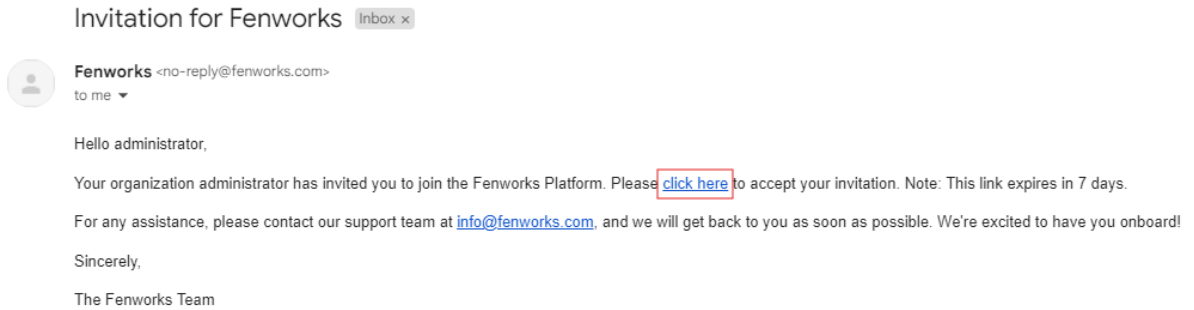 Invitation for Fenworks Inbox ×
Fenworks <no-reply@fenworks.com>
to me
Hello administrator,
Your organization administrator has invited you to join the Fenworks Platform. Please click here to accept your invitation. Note: This link expires in 7 days.
For any assistance, please contact our support team at info@fenworks.com, and we will get back to you as soon as possible. We're excited to have you onboard!
Sincerely,
The Fenworks Team